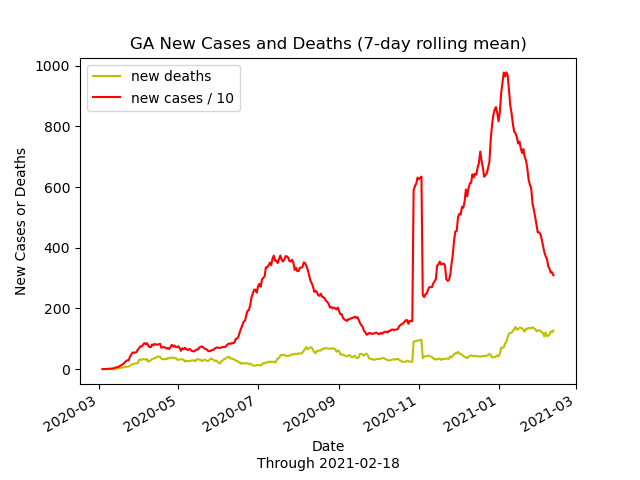 GA New Cases and Deaths (7-day rolling mean)
new deaths
new cases / 10
1000
800
600
400
200
0
New Cases or Deaths
2020-03
2020-05
2020-07
2020-09
2020-11
2021-01
2021-03
Date
Through 2021-02-18